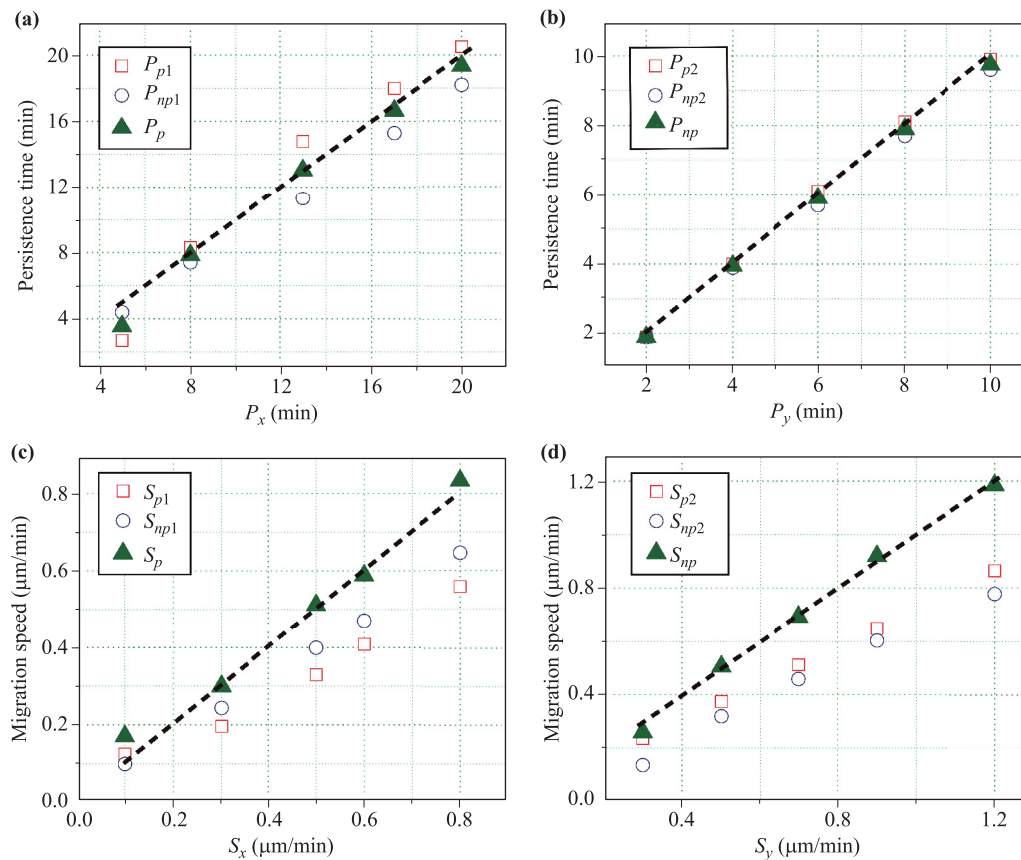 (a)
P_p1
P_np1
P_p
Persistence time (min)
20
16
12
8
4
4
8
12
16
20
P_x (min)
(b)
P_p2
P_np2
P_np
Persistence time (min)
10
8
6
4
2
2
4
6
8
10
P_y (min)
(c)
S_p1
S_np1
S_p
Migration speed (μm/min)
0.8
0.6
0.4
0.2
0.0
0.0
0.2
0.4
0.6
0.8
S_x (μm/min)
(d)
S_p2
S_np2
S_np
Migration speed (μm/min)
1.2
0.8
0.4
0.0
0.4
0.8
1.2
S_y (μm/min)